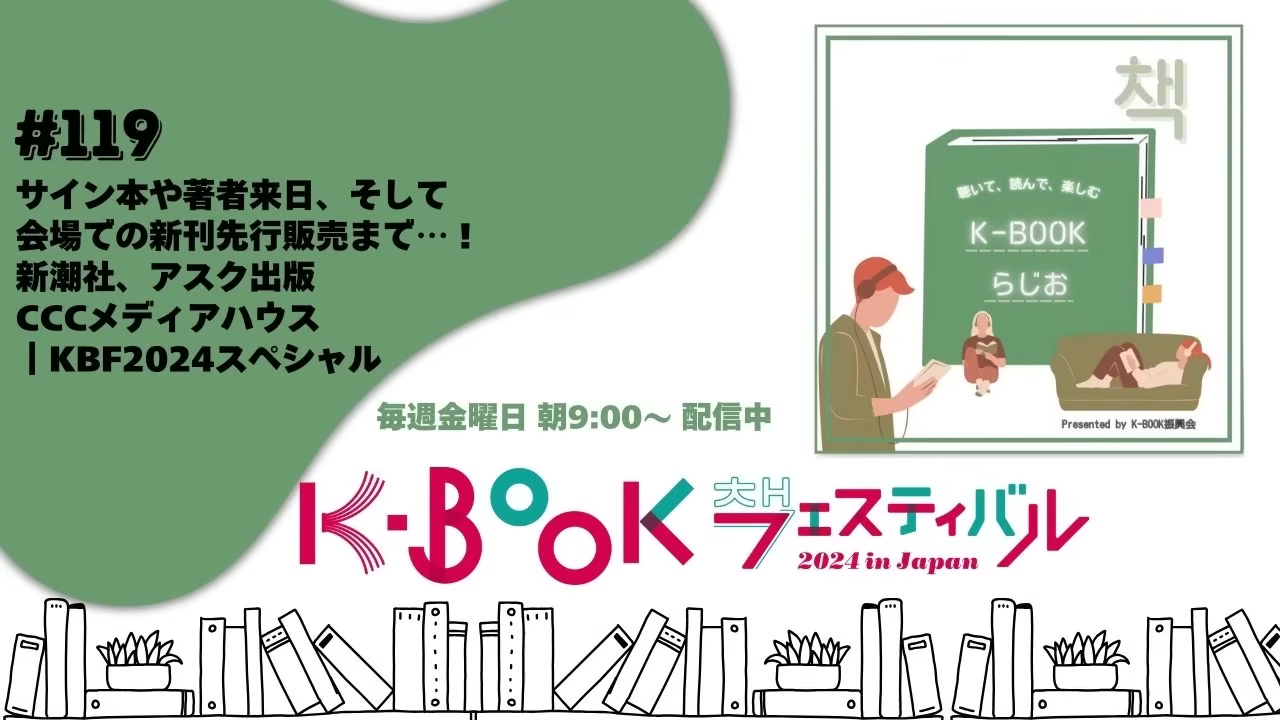 #119
サイン本や著者来日、そして
会場での新刊先行販売まで…！
新潮社、アスク出版
CCCメディアハウス
｜KBF2024スペシャル
毎週金曜日 朝9:00～ 配信中
책
聴いて、読んで、楽しむ
K-BOOK
らじお
Presented by K-BOOK振興会
K-BOOK 책 フェスティバル
2024 in Japan